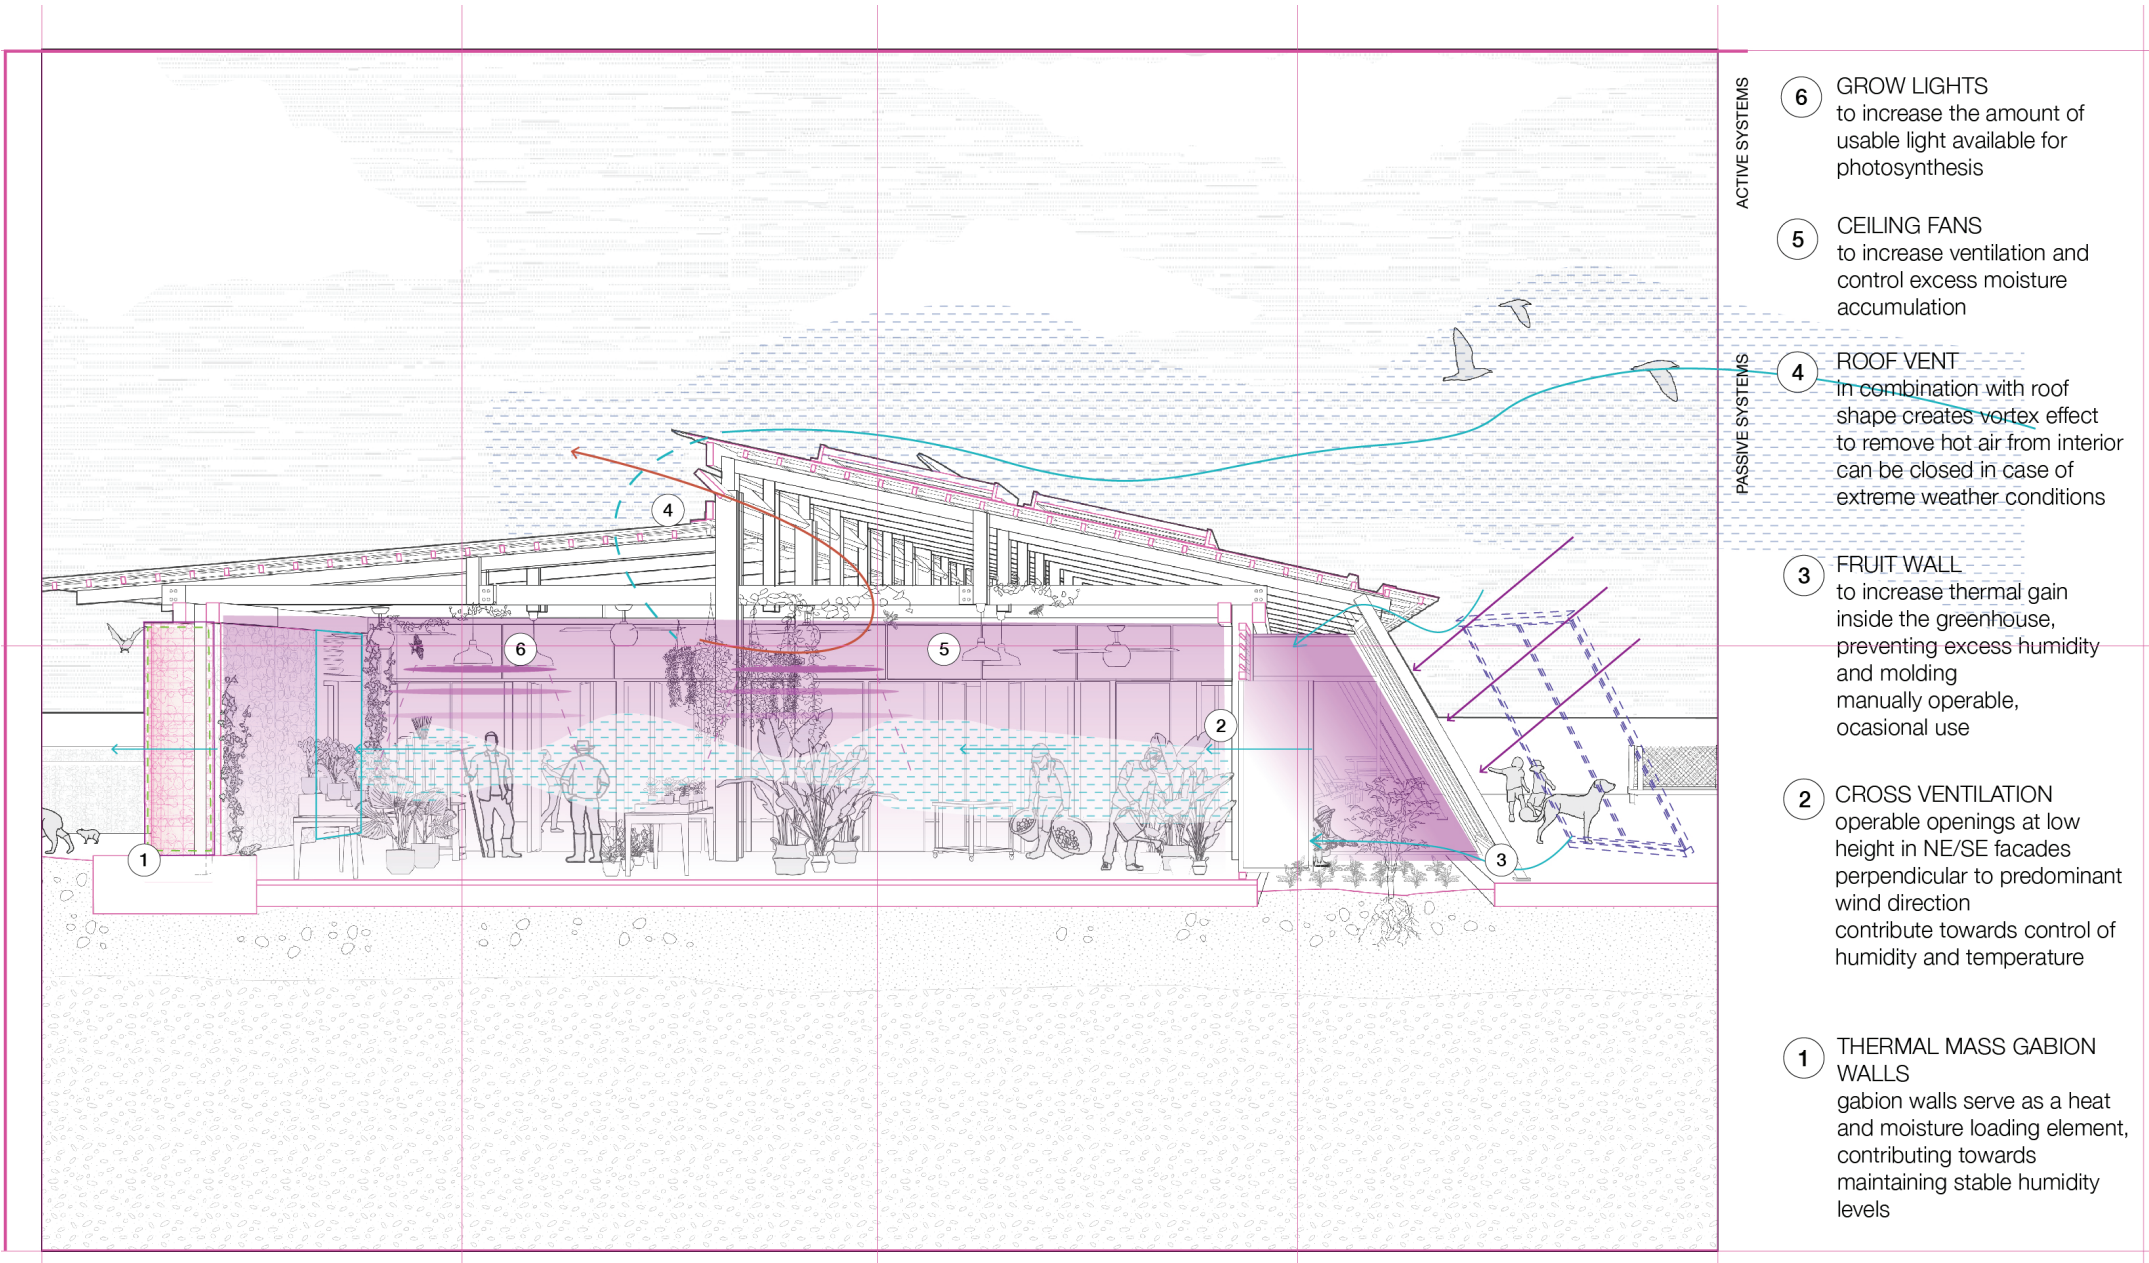 ACTIVE SYSTEMS
6
GROW LIGHTS
to increase the amount of
usable light available for
photosynthesis
5
CEILING FANS
to increase ventilation and
control excess moisture
accumulation
PASSIVE SYSTEMS
4
ROOF VENT
in combination with roof
shape creates vortex effect
to remove hot air from interior
can be closed in case of
extreme weather conditions
3
FRUIT WALL
to increase thermal gain
inside the greenhouse,
preventing excess humidity
and molding
manually operable,
ocasional use
2
CROSS VENTILATION
operable openings at low
height in NE/SE facades
perpendicular to predominant
wind direction
contribute towards control of
humidity and temperature
1
THERMAL MASS GABION
WALLS
gabion walls serve as a heat
and moisture loading element,
contributing towards
maintaining stable humidity
levels
4
6
5
2
1
3